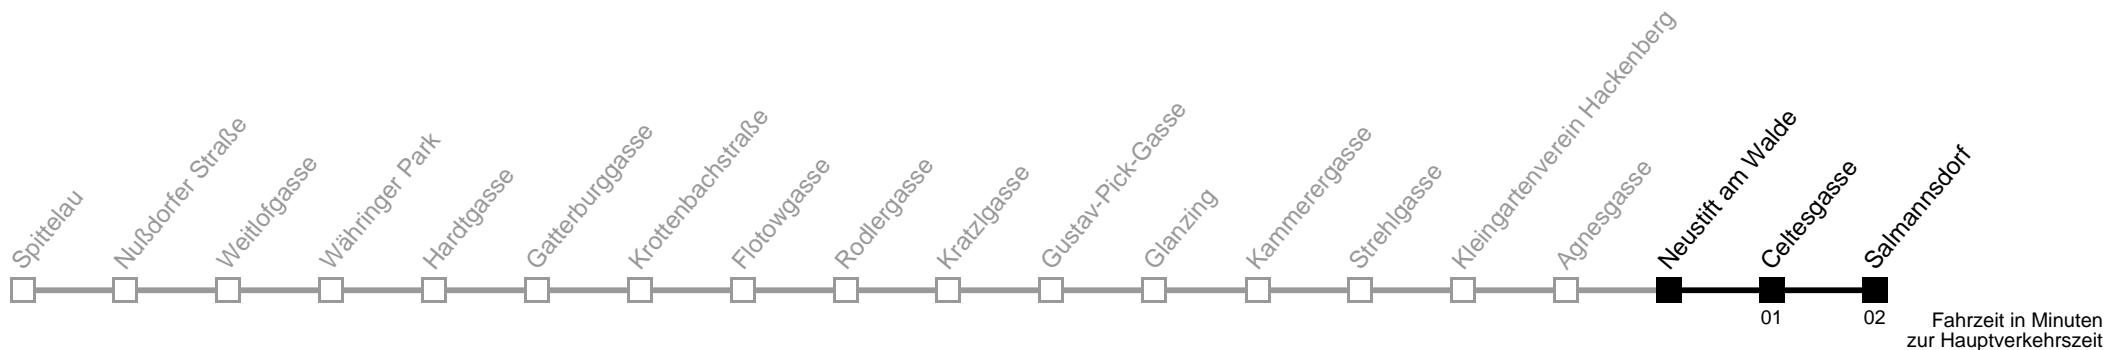 Spittelau
Nußdorfer Straße
Weitlofgasse
Währinger Park
Hardtgasse
Gatterburggasse
Krottenbachstraße
Flotowgasse
Rodlergasse
Kratzlgasse
Gustav-Pick-Gasse
Glanzing
Kammerergasse
Strehlgasse
Kleingartenverein Hackenberg
Agnesgasse
Neustift am Walde
Celtesgasse
Salmannsdorf
01
02
Fahrzeit in Minuten
zur Hauptverkehrszeit